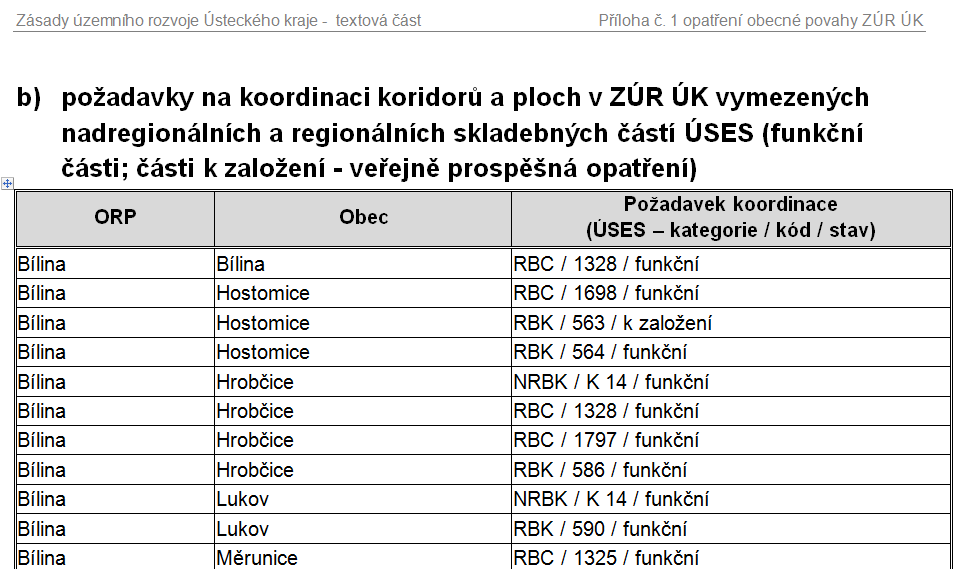 Zásady územního rozvoje Ústeckého kraje - textová část Příloha č. 1 opatření obecné povahy ZÚR ÚK
b) požadavky na koordinaci koridorů a ploch v ZÚR ÚK vymezených
nadregionálních a regionálních skladebných částí ÚSES (funkční
části; části k založení - veřejně prospěšná opatření)
ORP Obec Požadavek koordinace
(ÚSES – kategorie / kód / stav)
Bílina Bílina RBC / 1328 / funkční
Bílina Hostomice RBC / 1698 / funkční
Bílina Hostomice RBK / 563 / k založení
Bílina Hostomice RBK / 564 / funkční
Bílina Hrobčice NRBK / K 14 / funkční
Bílina Hrobčice RBC / 1328 / funkční
Bílina Hrobčice RBC / 1797 / funkční
Bílina Hrobčice RBK / 586 / funkční
Bílina Lukov NRBK / K 14 / funkční
Bílina Lukov RBK / 590 / funkční
Bílina Měrunice RBC / 1325 / funkční